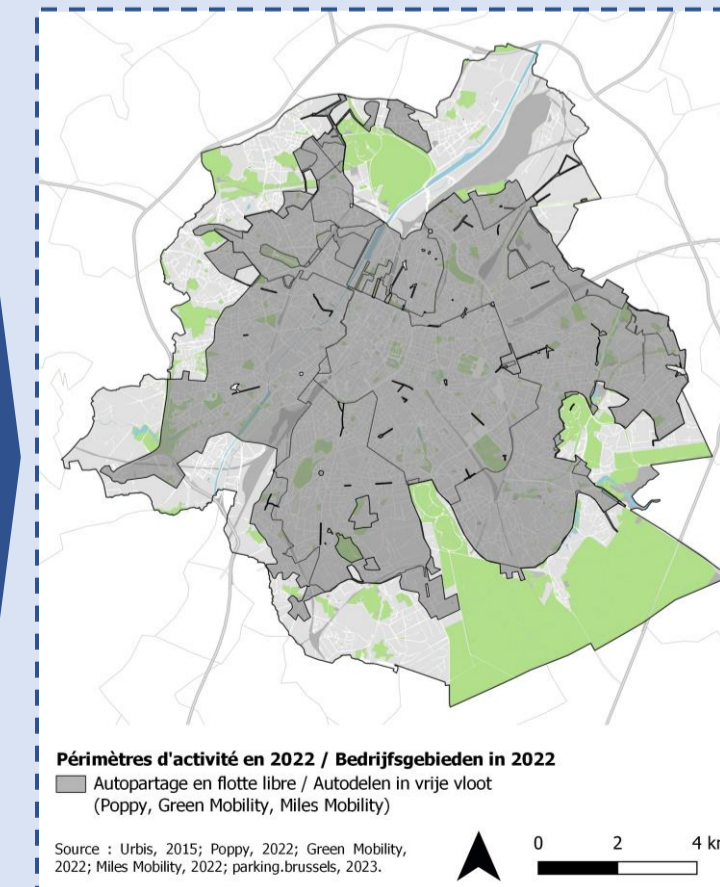 Périmètres d'activité en 2022 / Bedrijfsgebieden in 2022
Autopartage en flotte libre / Autodelen in vrije vloot
(Poppy, Green Mobility, Miles Mobility)
Source : Urbis, 2015; Poppy, 2022; Green Mobility,
2022; Miles Mobility, 2022; parking.brussels, 2023.
0 2 4 km